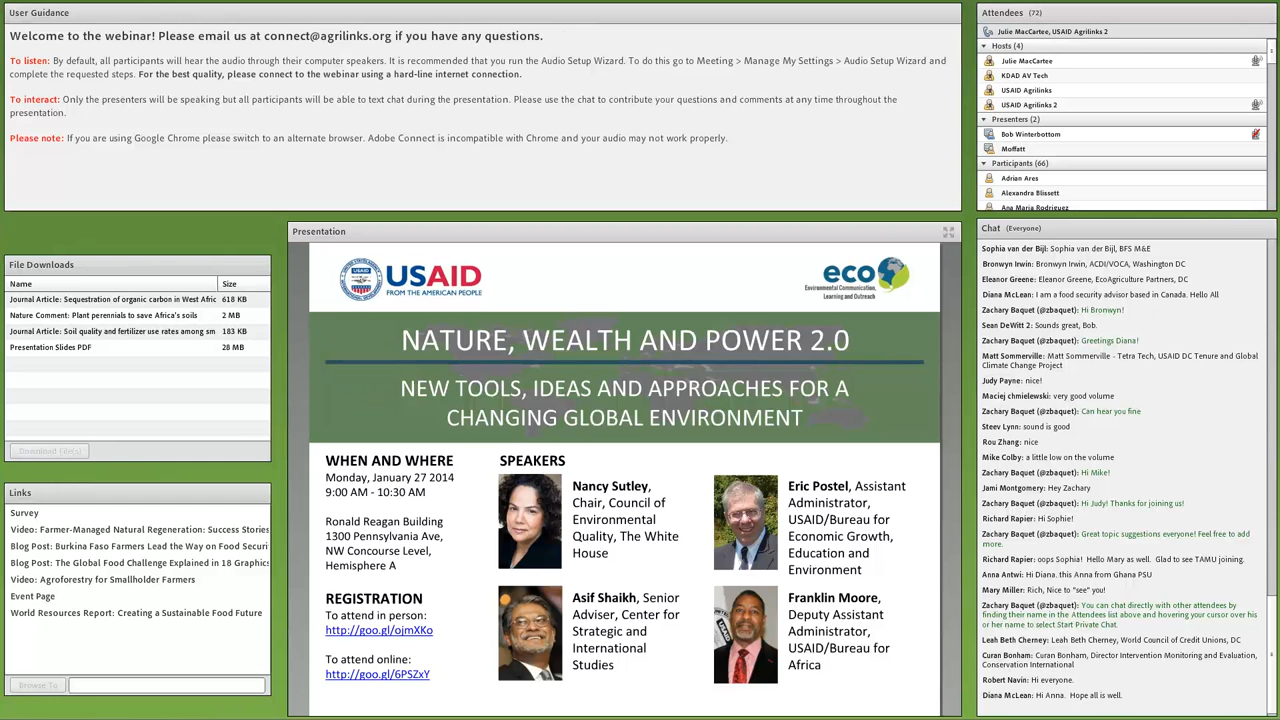 User Guidance
Welcome to the webinar! Please email us at connect@agrilinks.org if you have any questions.
To listen: By default, all participants will hear the audio through their computer speakers. It is recommended that you run the Audio Setup Wizard. To do this go to Meeting > Manage My Settings > Audio Setup Wizard and
complete the requested steps. For the best quality, please connect to the webinar using a hard-line internet connection.
To interact: Only the presenters will be speaking but all participants will be able to text chat during the presentation. Please use the chat to contribute your questions and comments at any time throughout the
presentation.
Please note: If you are using Google Chrome please switch to an alternate browser. Adobe Connect is incompatible with Chrome and your audio may not work properly.
Attendees (72)
Julie MacCartee, USAID Agrilinks 2
Hosts (4)
Julie MacCartee
KDAD AV Tech
USAID Agrilinks
USAID Agrilinks 2
Presenters (2)
Bob Winterbottom
Moffatt
Participants (66)
Adrian Ares
Alexandra Blissett
Ana Maria Rodriguez
File Downloads
Name Size
Journal Article: Sequestration of organic carbon in West Afric 618 KB
Nature Comment: Plant perennials to save Africa's soils 2 MB
Journal Article: Soil quality and fertilizer use rates among sm 183 KB
Presentation Slides PDF 28 MB
Download File(s)
Links
Survey
Video: Farmer-Managed Natural Regeneration: Success Stories
Blog Post: Burkina Faso Farmers Lead the Way on Food Securi
Blog Post: The Global Food Challenge Explained in 18 Graphics
Video: Agroforestry for Smallholder Farmers
Event Page
World Resources Report: Creating a Sustainable Food Future
Browse To
Presentation
USAID
FROM THE AMERICAN PEOPLE
eco
Environmental Communication,
Learning and Outreach
NATURE, WEALTH AND POWER 2.0
NEW TOOLS, IDEAS AND APPROACHES FOR A
CHANGING GLOBAL ENVIRONMENT
WHEN AND WHERE
Monday, January 27 2014
9:00 AM - 10:30 AM
Ronald Reagan Building
1300 Pennsylvania Ave,
NW Concourse Level,
Hemisphere A
REGISTRATION
To attend in person:
http://goo.gl/ojmXKo
To attend online:
http://goo.gl/6PSZxY
SPEAKERS
Nancy Sutley,
Chair, Council of
Environmental
Quality, The White
House
Eric Postel, Assistant
Administrator,
USAID/Bureau for
Economic Growth,
Education and
Environment
Asif Shaikh, Senior
Adviser, Center for
Strategic and
International
Studies
Franklin Moore,
Deputy Assistant
Administrator,
USAID/Bureau for
Africa
Chat (Everyone)
Sophia van der Bijl: Sophia van der Bijl, BFS M&E
Bronwyn Irwin: Bronwyn Irwin, ACDI/VOCA, Washington DC
Eleanor Greene: Eleanor Greene, EcoAgriculture Partners, DC
Diana McLean: I am a food security advisor based in Canada. Hello All
Zachary Baquet (@zbaquet): Hi Bronwyn!
Sean DeWitt 2: Sounds great, Bob.
Zachary Baquet (@zbaquet): Greetings Diana!
Matt Sommerville: Matt Sommerville - Tetra Tech, USAID DC Tenure and Global
Climate Change Project
Judy Payne: nice!
Maciej chmielewski: very good volume
Zachary Baquet (@zbaquet): Can hear you fine
Steev Lynn: sound is good
Rou Zhang: nice
Mike Colby: a little low on the volume
Zachary Baquet (@zbaquet): Hi Mike!
Jami Montgomery: Hey Zachary
Zachary Baquet (@zbaquet): Hi Judy! Thanks for joining us!
Richard Rapier: Hi Sophie!
Zachary Baquet (@zbaquet): Great topic suggestions everyone! Feel free to add
more.
Richard Rapier: oops Sophia! Hello Mary as well. Glad to see TAMU joining.
Anna Antwi: Hi Diana. this Anna from Ghana PSU
Mary Miller: Rich, Nice to "see" you!
Zachary Baquet (@zbaquet): You can chat directly with other attendees by
finding their name in the Attendees list above and hovering your cursor over his
or her name to select Start Private Chat.
Leah Beth Cherney: Leah Beth Cherney, World Council of Credit Unions, DC
Curan Bonham: Curan Bonham, Director Intervention Monitoring and Evaluation,
Conservation International
Robert Navin: Hi everyone.
Diana McLean: Hi Anna. Hope all is well.